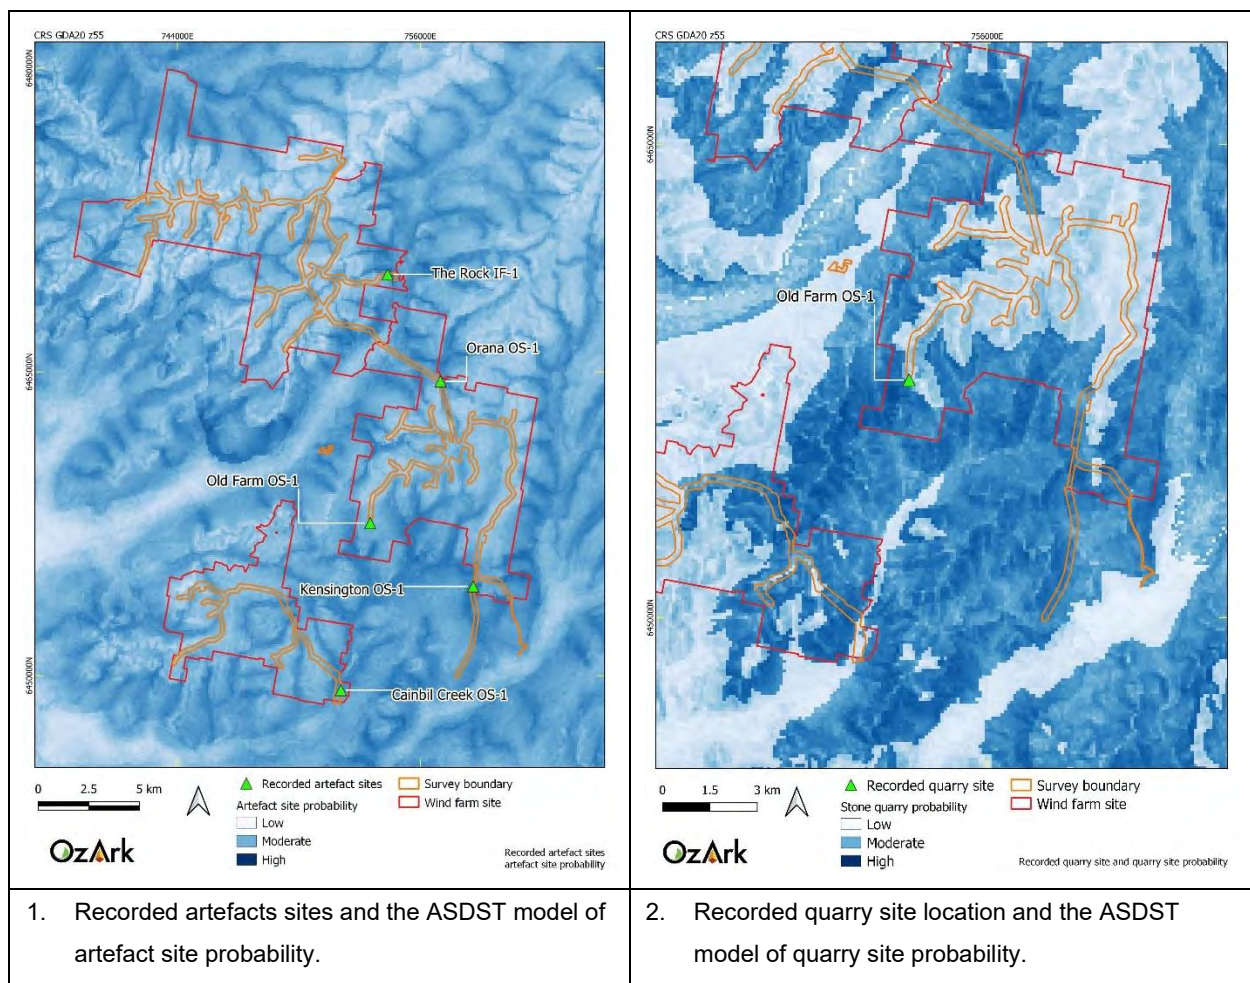 CRS GDA20 z55
744000E
756000E
6480000N
The Rock IF-1
Orana OS-1
6465000N
Old Farm OS-1
Kensington OS-1
6450000N
Cainbil Creek OS-1
0 2.5 5 km
Recorded artefact sites
Survey boundary
Artefact site probability
Wind farm site
Low
Moderate
High
OzArk
Recorded artefact sites
artefact site probability
1. Recorded artefacts sites and the ASDST model of
artefact site probability.
CRS GDA20 z55
756000E
6465000N
Old Farm OS-1
6450000N
0 1.5 3 km
Recorded quarry site
Survey boundary
Stone quarry probability
Wind farm site
Low
Moderate
High
OzArk
Recorded quarry site and quarry site probability
2. Recorded quarry site location and the ASDST
model of quarry site probability.